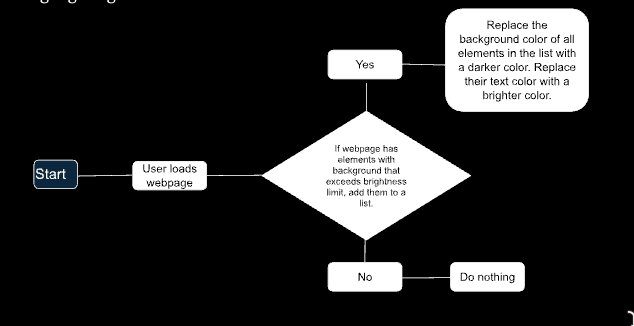 Replace the
background color of all
elements in the list with
a darker color. Replace
their text color with a
brighter color.
Yes
If webpage has
elements with
background that
exceeds brightness
limit, add them to a
list.
Start
User loads
webpage
No
Do nothing